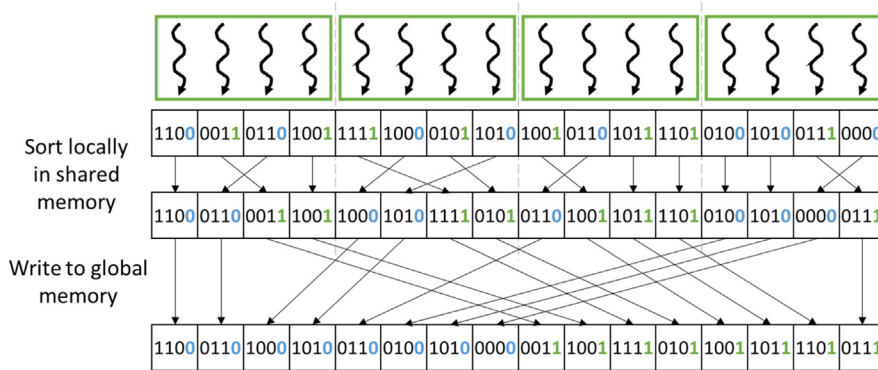 1100 0011 0110 1001 1111 1000 0101 1010 1001 0110 1011 1101 0100 1010 0111 0000
Sort locally
in shared
memory
1100 0110 0011 1001 1000 1010 1111 0101 0110 1001 1011 1101 0100 1010 0000 0111
Write to global
memory
1100 0110 1000 1010 0110 0100 1010 0000 0011 1001 1111 0101 1001 1011 1101 0111